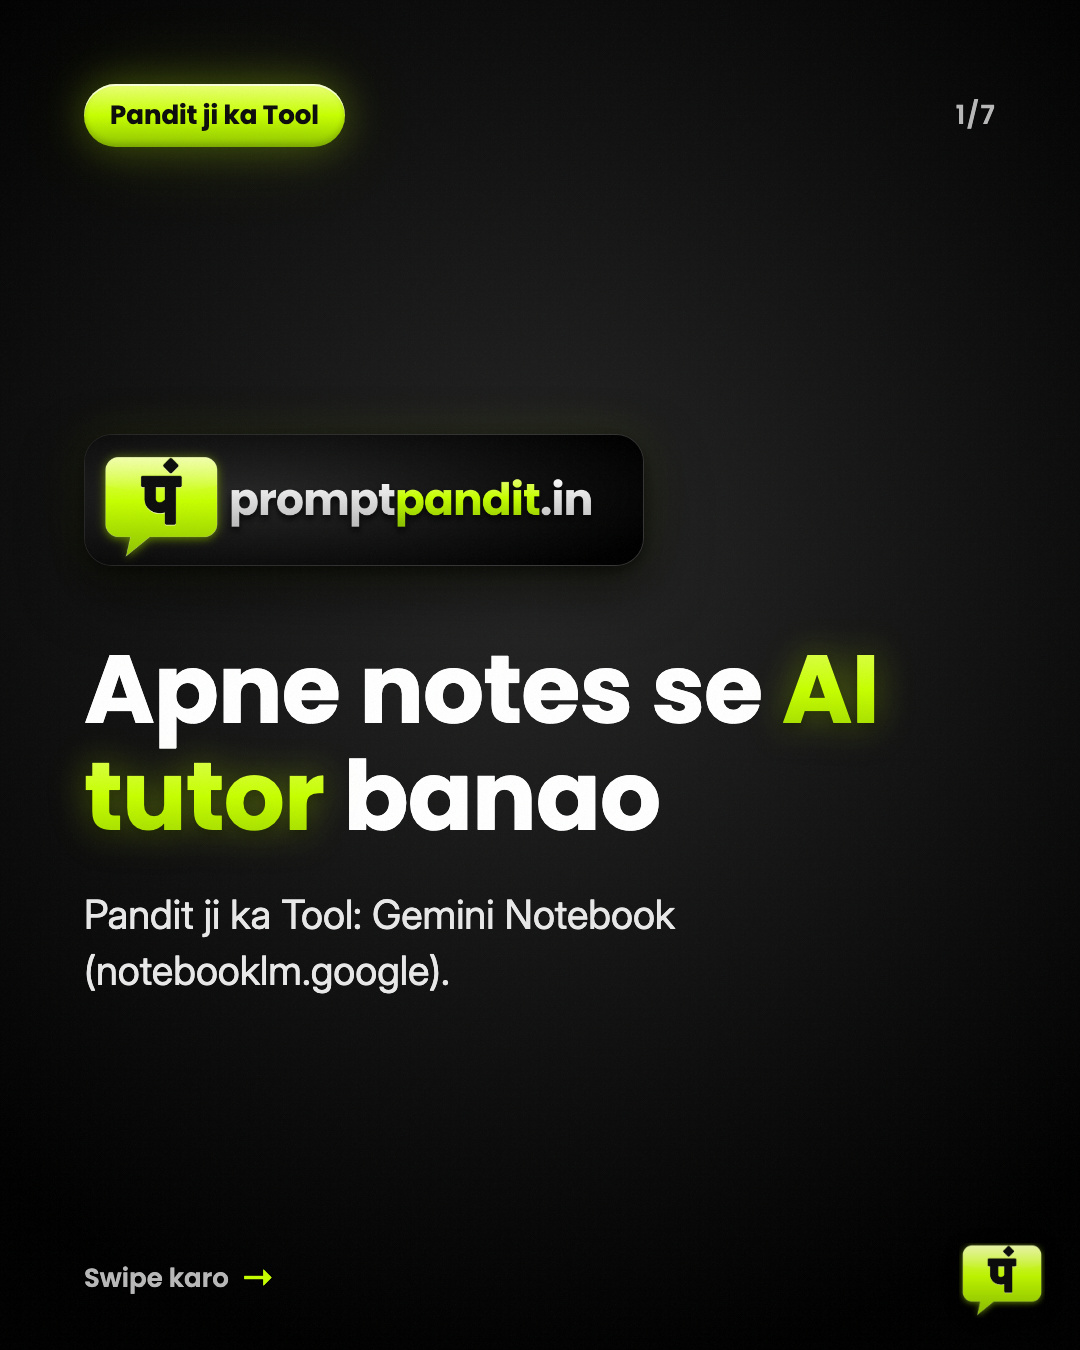 Pandit ji ka Tool
1/7
पं promptpandit.in
Apne notes se AI
tutor banao
Pandit ji ka Tool: Gemini Notebook
(notebooklm.google).
Swipe karo →
पं